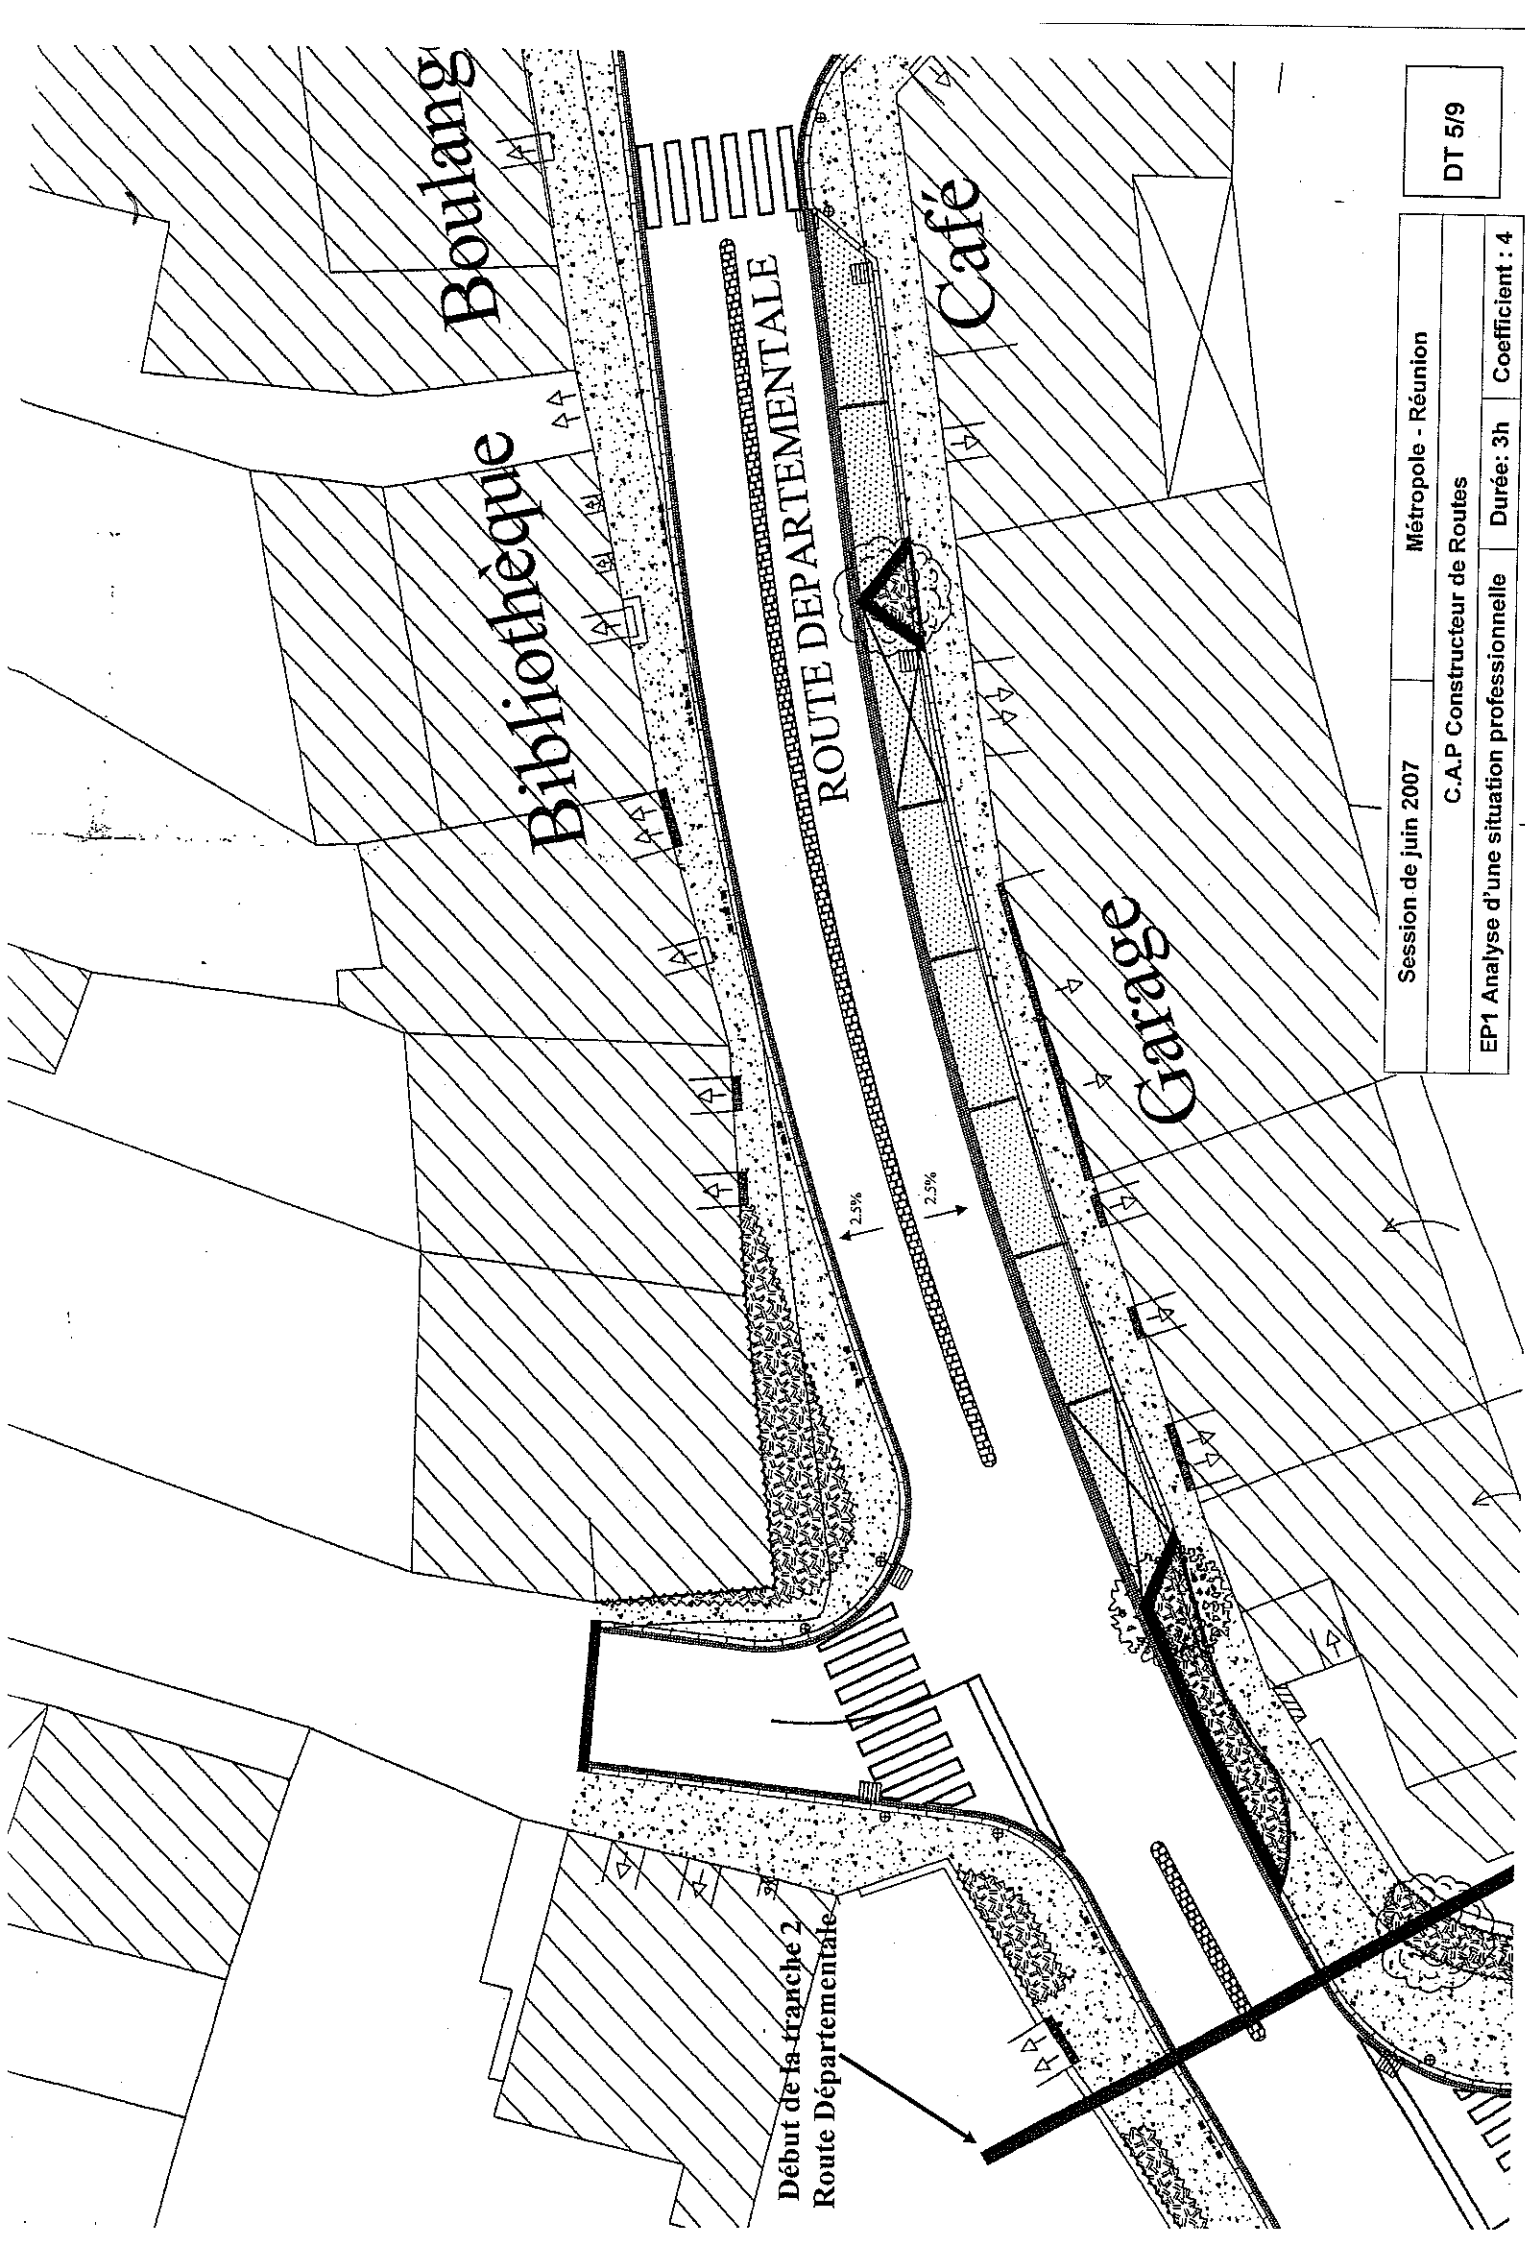 Boulang
Bibliothèque
ROUTE DEPARTEMENTALE
Café
Garage
2.5%
2.5%
Début de la tranche 2
Route Départementale
Session de juin 2007
Métropole - Réunion
C.A.P Constructeur de Routes
EP1 Analyse d'une situation professionnelle
Durée: 3h
Coefficient : 4
DT 5/9